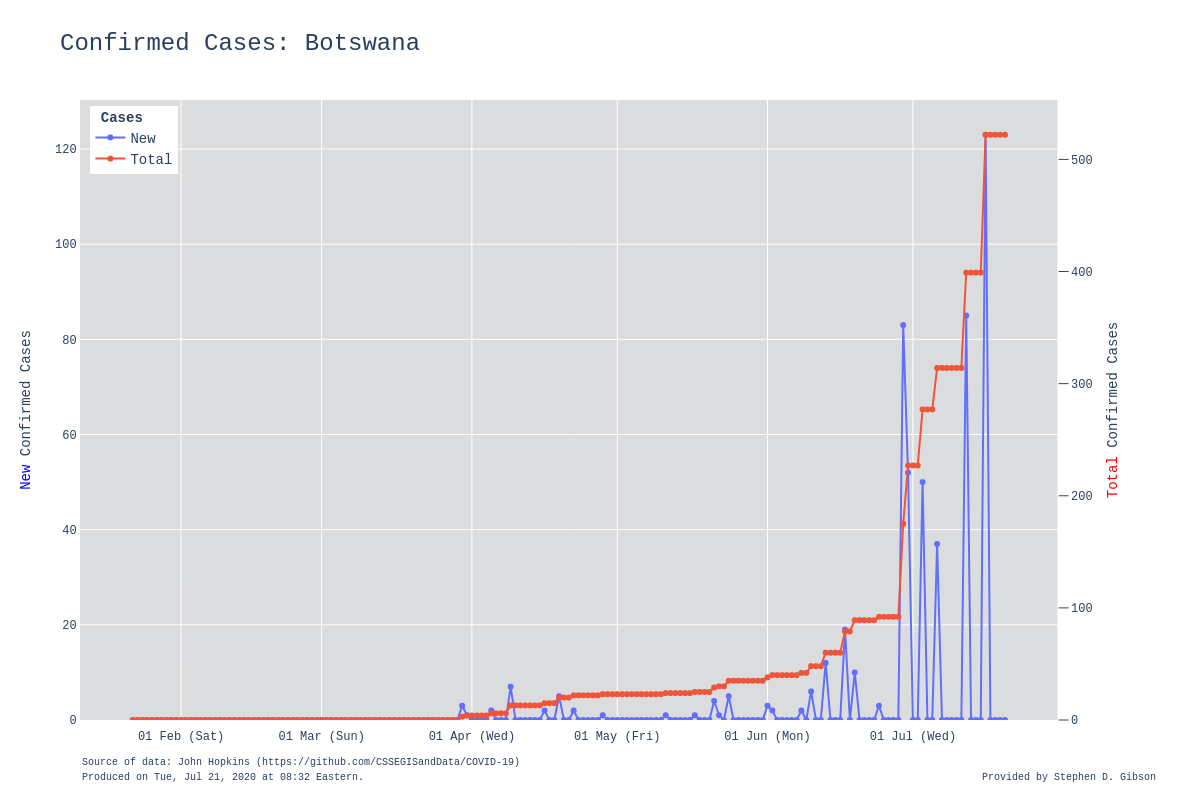 Confirmed Cases: Botswana
Cases
New
Total
120
100
80
60
40
20
0
500
400
300
200
100
0
New Confirmed Cases
Total Confirmed Cases
01 Feb (Sat)
01 Mar (Sun)
01 Apr (Wed)
01 May (Fri)
01 Jun (Mon)
01 Jul (Wed)
Source of data: John Hopkins (https://github.com/CSSEGISandData/COVID-19)
Produced on Tue, Jul 21, 2020 at 08:32 Eastern.
Provided by Stephen D. Gibson